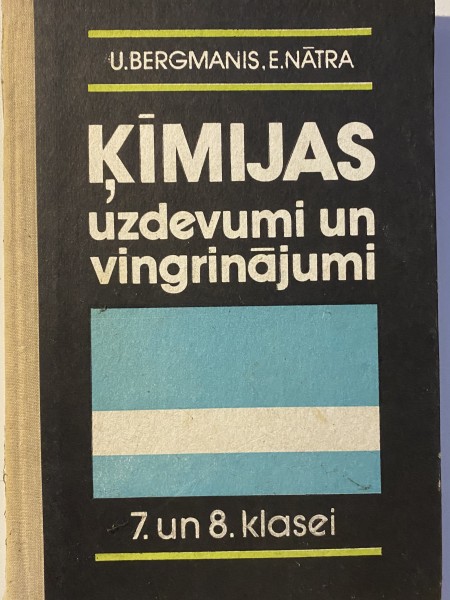 U.BERGMANIS, E.NĀTRA
ĶĪMIJAS
uzdevumi un
vingrinājumi
7. un 8. klasei